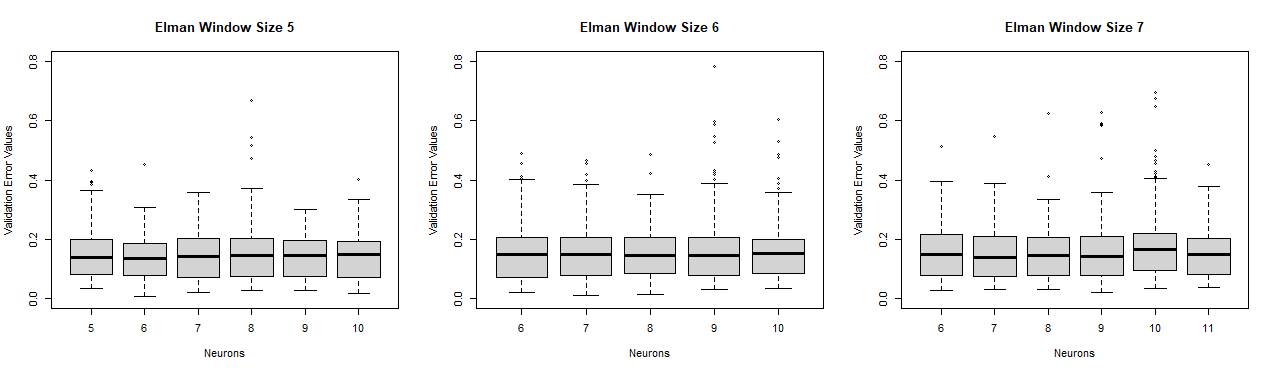 Elman Window Size 5
Validation Error Values
0.8
0.6
0.4
0.2
0.0
5 6 7 8 9 10
Neurons
Elman Window Size 6
Validation Error Values
0.8
0.6
0.4
0.2
0.0
6 7 8 9 10
Neurons
Elman Window Size 7
Validation Error Values
0.8
0.6
0.4
0.2
0.0
6 7 8 9 10 11
Neurons